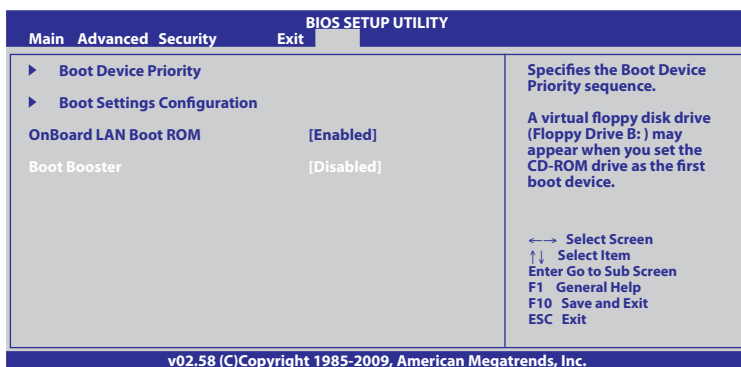 BIOS SETUP UTILITY
Main Advanced Security Exit
Boot Device Priority
Boot Settings Configuration
OnBoard LAN Boot ROM [Enabled]
Boot Booster [Disabled]
Specifies the Boot Device
Priority sequence.
A virtual floppy disk drive
(Floppy Drive B: ) may
appear when you set the
CD-ROM drive as the first
boot device.
←→ Select Screen
↑↓ Select Item
Enter Go to Sub Screen
F1 General Help
F10 Save and Exit
ESC Exit
v02.58 (C)Copyright 1985-2009, American Megatrends, Inc.